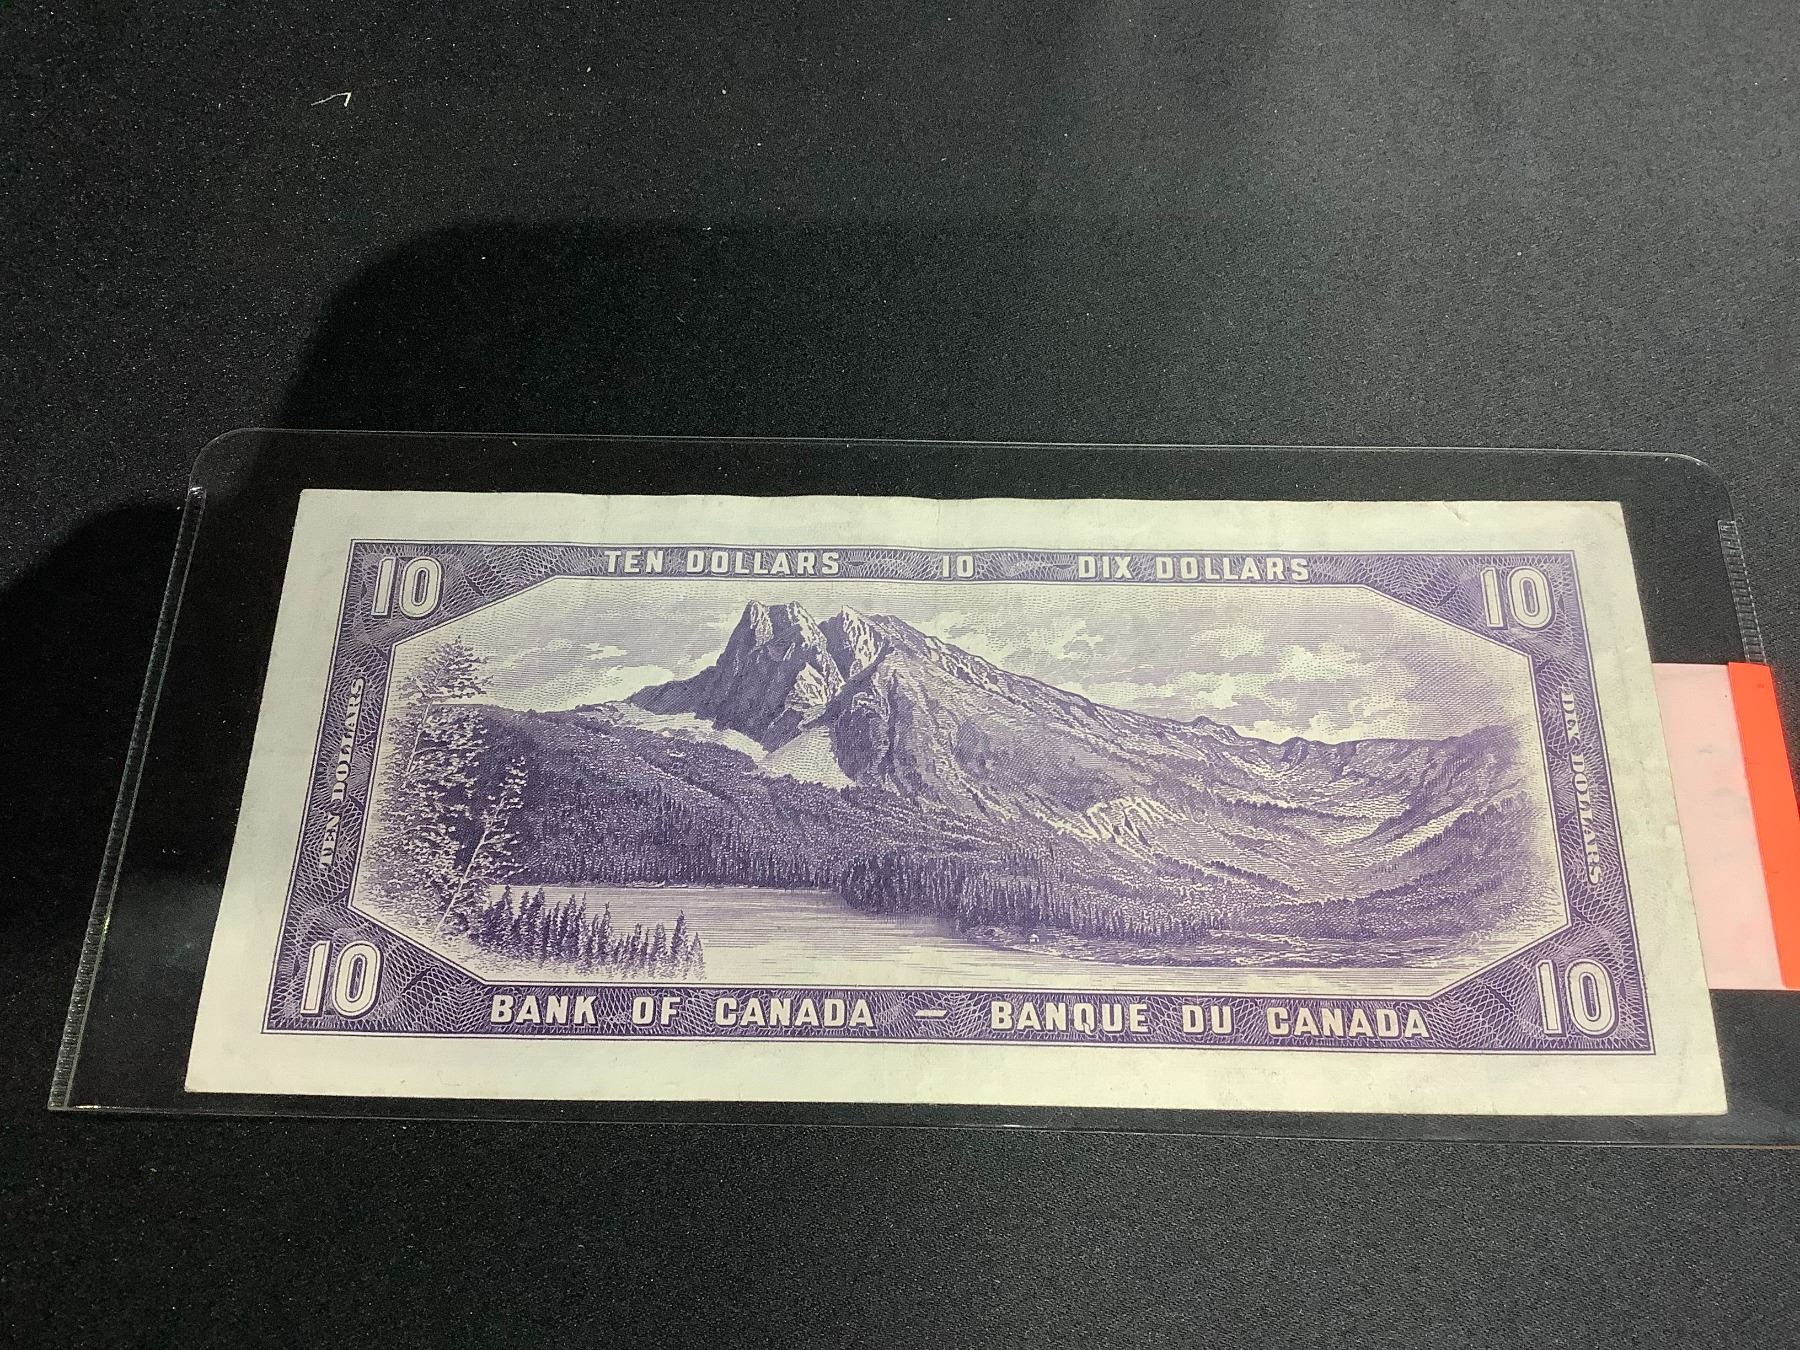 TEN DOLLARS 10 DIX DOLLARS
10
10
TEN DOLLARS
DIX DOLLARS
10
10
BANK OF CANADA — BANQUE DU CANADA